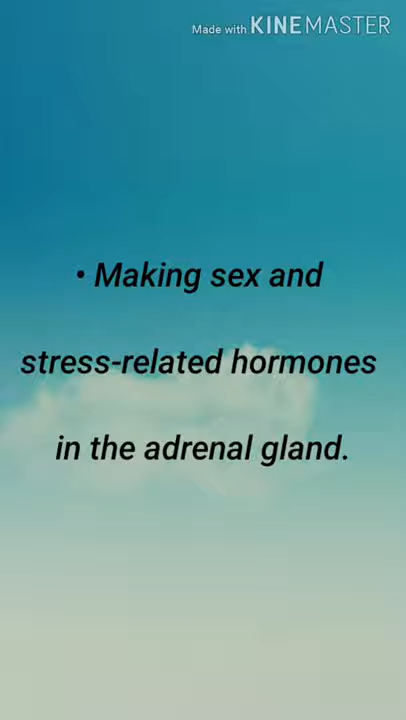 Made with KINEMASTER
• Making sex and
stress-related hormones
in the adrenal gland.